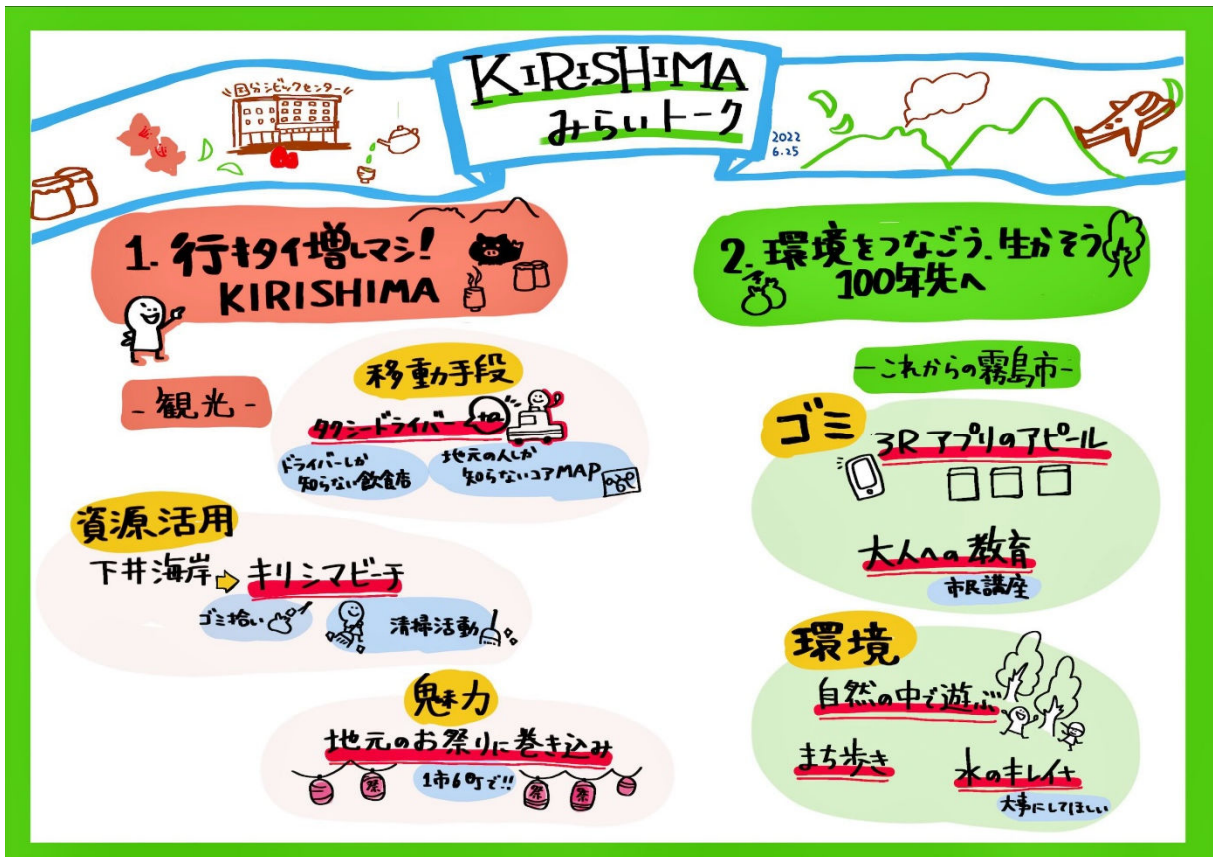 国分シビックセンター
KIRISHIMA
みらいトーク
2022
6.25
1. 行キタイ増しマシ!
KIRISHIMA
- 観光 -
移動手段
タクシードライバー
ドライバーしか
知らない飲食店
地元の人しか
知らないコアMAP
資源活用
下井海岸
キリシマビーチ
ゴミ拾い
清掃活動
魅力
地元のお祭りに巻き込み
1市6町で!!
祭
祭
祭
祭
2. 環境をつなごう、生かそう
100年先へ
-これからの霧島市-
ゴミ
3Rアプリのアピール
大人への教育
市民講座
環境
自然の中で遊ぶ
まち歩き
水のキレイさ
大事にしてほしい